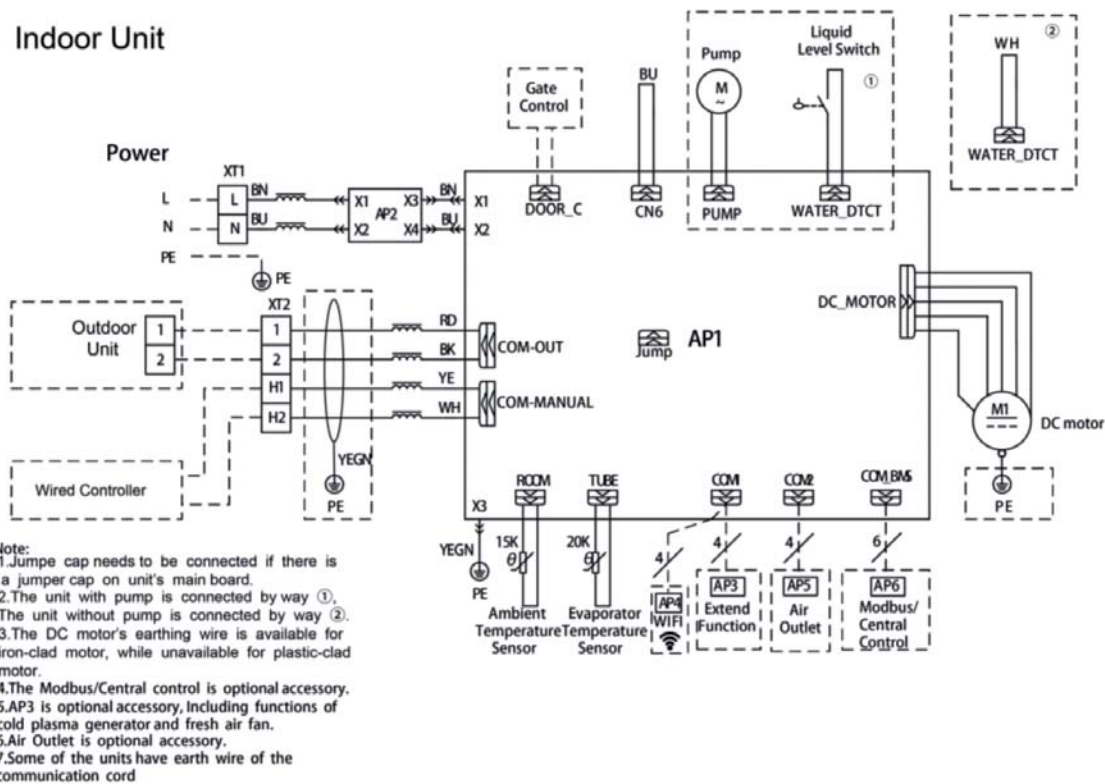 Indoor Unit
Power
XT1
L
N
PE
L
N
BN
BU
X1
X2
AP2
X3
X4
BN
BU
X1
X2
PE
Gate
Control
DOOR_C
BU
CN6
Pump
M
~
PUMP
Liquid
Level Switch
①
WATER_DTCT
WH
②
WATER_DTCT
Outdoor
Unit
1
2
XT2
1
2
H1
H2
RD
BK
YE
WH
COM-OUT
COM-MANUAL
YEGN
PE
Wired Controller
Jump
AP1
DC_MOTOR
M1
DC motor
PE
X3
YEGN
PE
ROOM
TUBE
COM1
COM2
COM_BMS
15K
θ
20K
θ
4
4
4
6
Ambient
Temperature
Sensor
Evaporator
Temperature
Sensor
AP4
WIFI
AP3
Extend
Function
AP5
Air
Outlet
AP6
Modbus/
Central
Control
Note:
1.Jumpe cap needs to be connected if there is
a jumper cap on unit's main board.
2.The unit with pump is connected by way ①,
The unit without pump is connected by way ②.
3.The DC motor's earthing wire is available for
iron-clad motor, while unavailable for plastic-clad
motor.
4.The Modbus/Central control is optional accessory.
5.AP3 is optional accessory, Including functions of
cold plasma generator and fresh air fan.
6.Air Outlet is optional accessory.
7.Some of the units have earth wire of the
communication cord